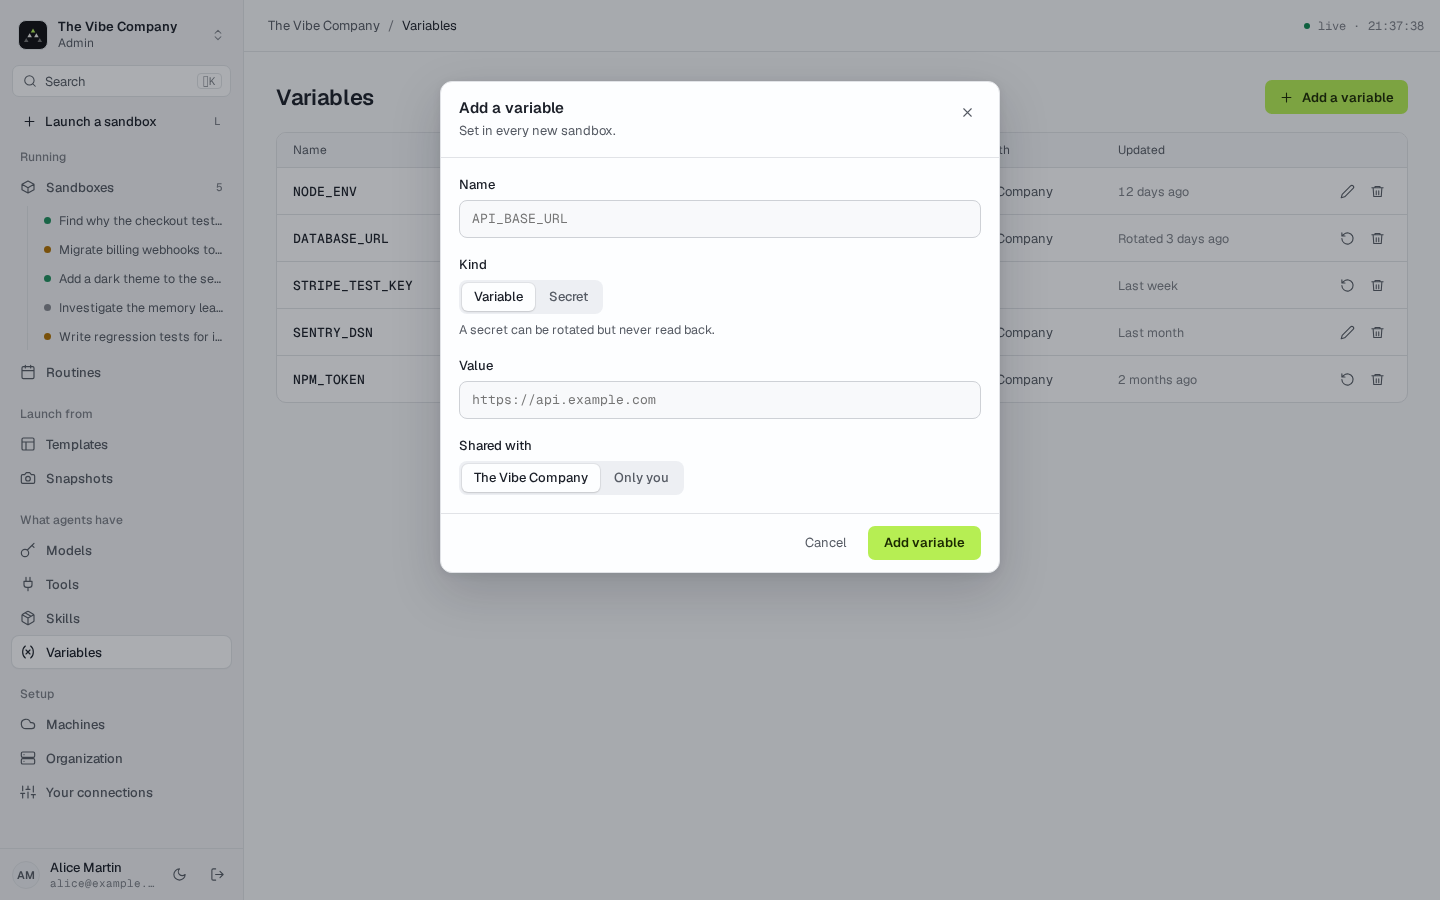 The Vibe Company
Admin
Search
K
Launch a sandbox
L
Running
Sandboxes
5
Find why the checkout test…
Migrate billing webhooks to…
Add a dark theme to the se…
Investigate the memory lea…
Write regression tests for i…
Routines
Launch from
Templates
Snapshots
What agents have
Models
Tools
Skills
Variables
Setup
Machines
Organization
Your connections
AM
Alice Martin
alice@example.…
The Vibe Company / Variables
live · 21:37:38
Variables
Add a variable
Name
Updated
NODE_ENV
Company
12 days ago
DATABASE_URL
Company
Rotated 3 days ago
STRIPE_TEST_KEY
Last week
SENTRY_DSN
Company
Last month
NPM_TOKEN
Company
2 months ago
Add a variable
Set in every new sandbox.
Name
API_BASE_URL
Kind
Variable
Secret
A secret can be rotated but never read back.
Value
https://api.example.com
Shared with
The Vibe Company
Only you
Cancel
Add variable